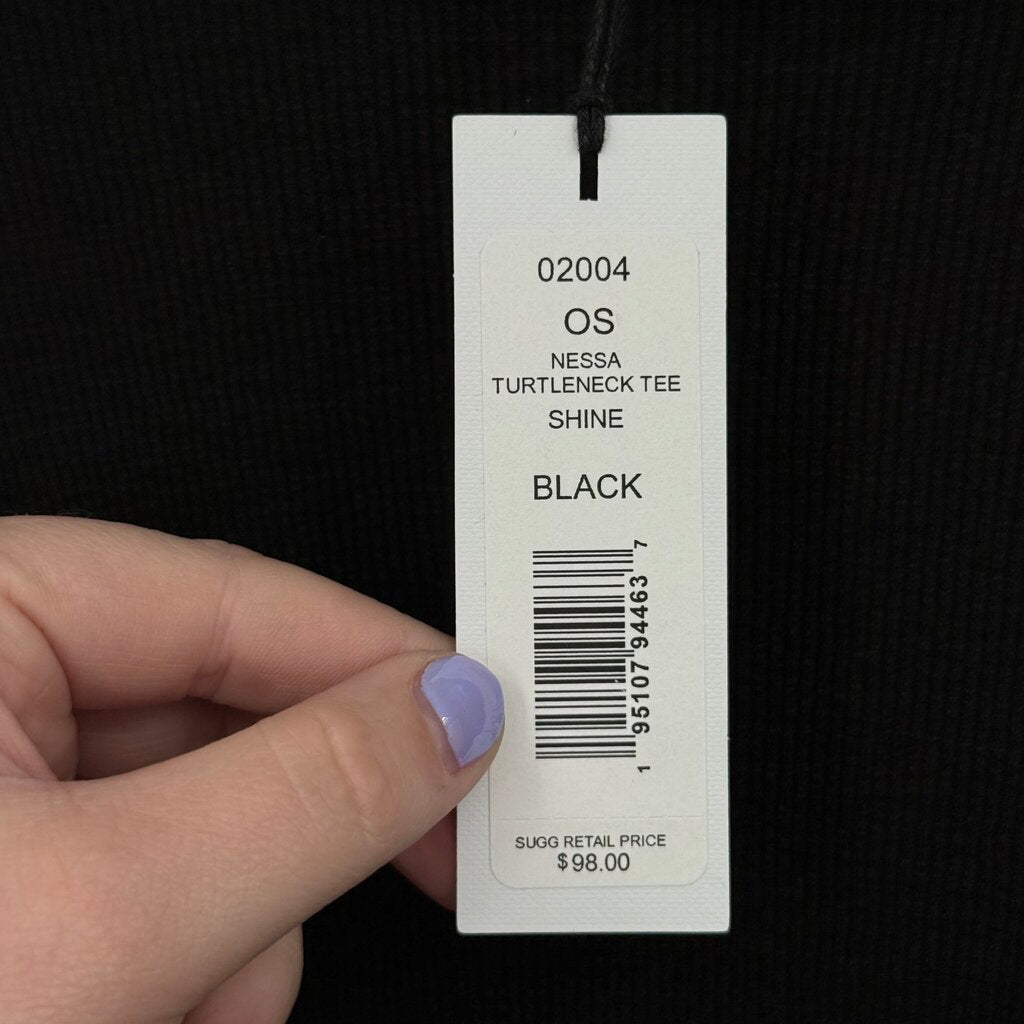 02004
OS
NESSA
TURTLENECK TEE
SHINE
BLACK
1 95107 94463 7
SUGG RETAIL PRICE
$98.00